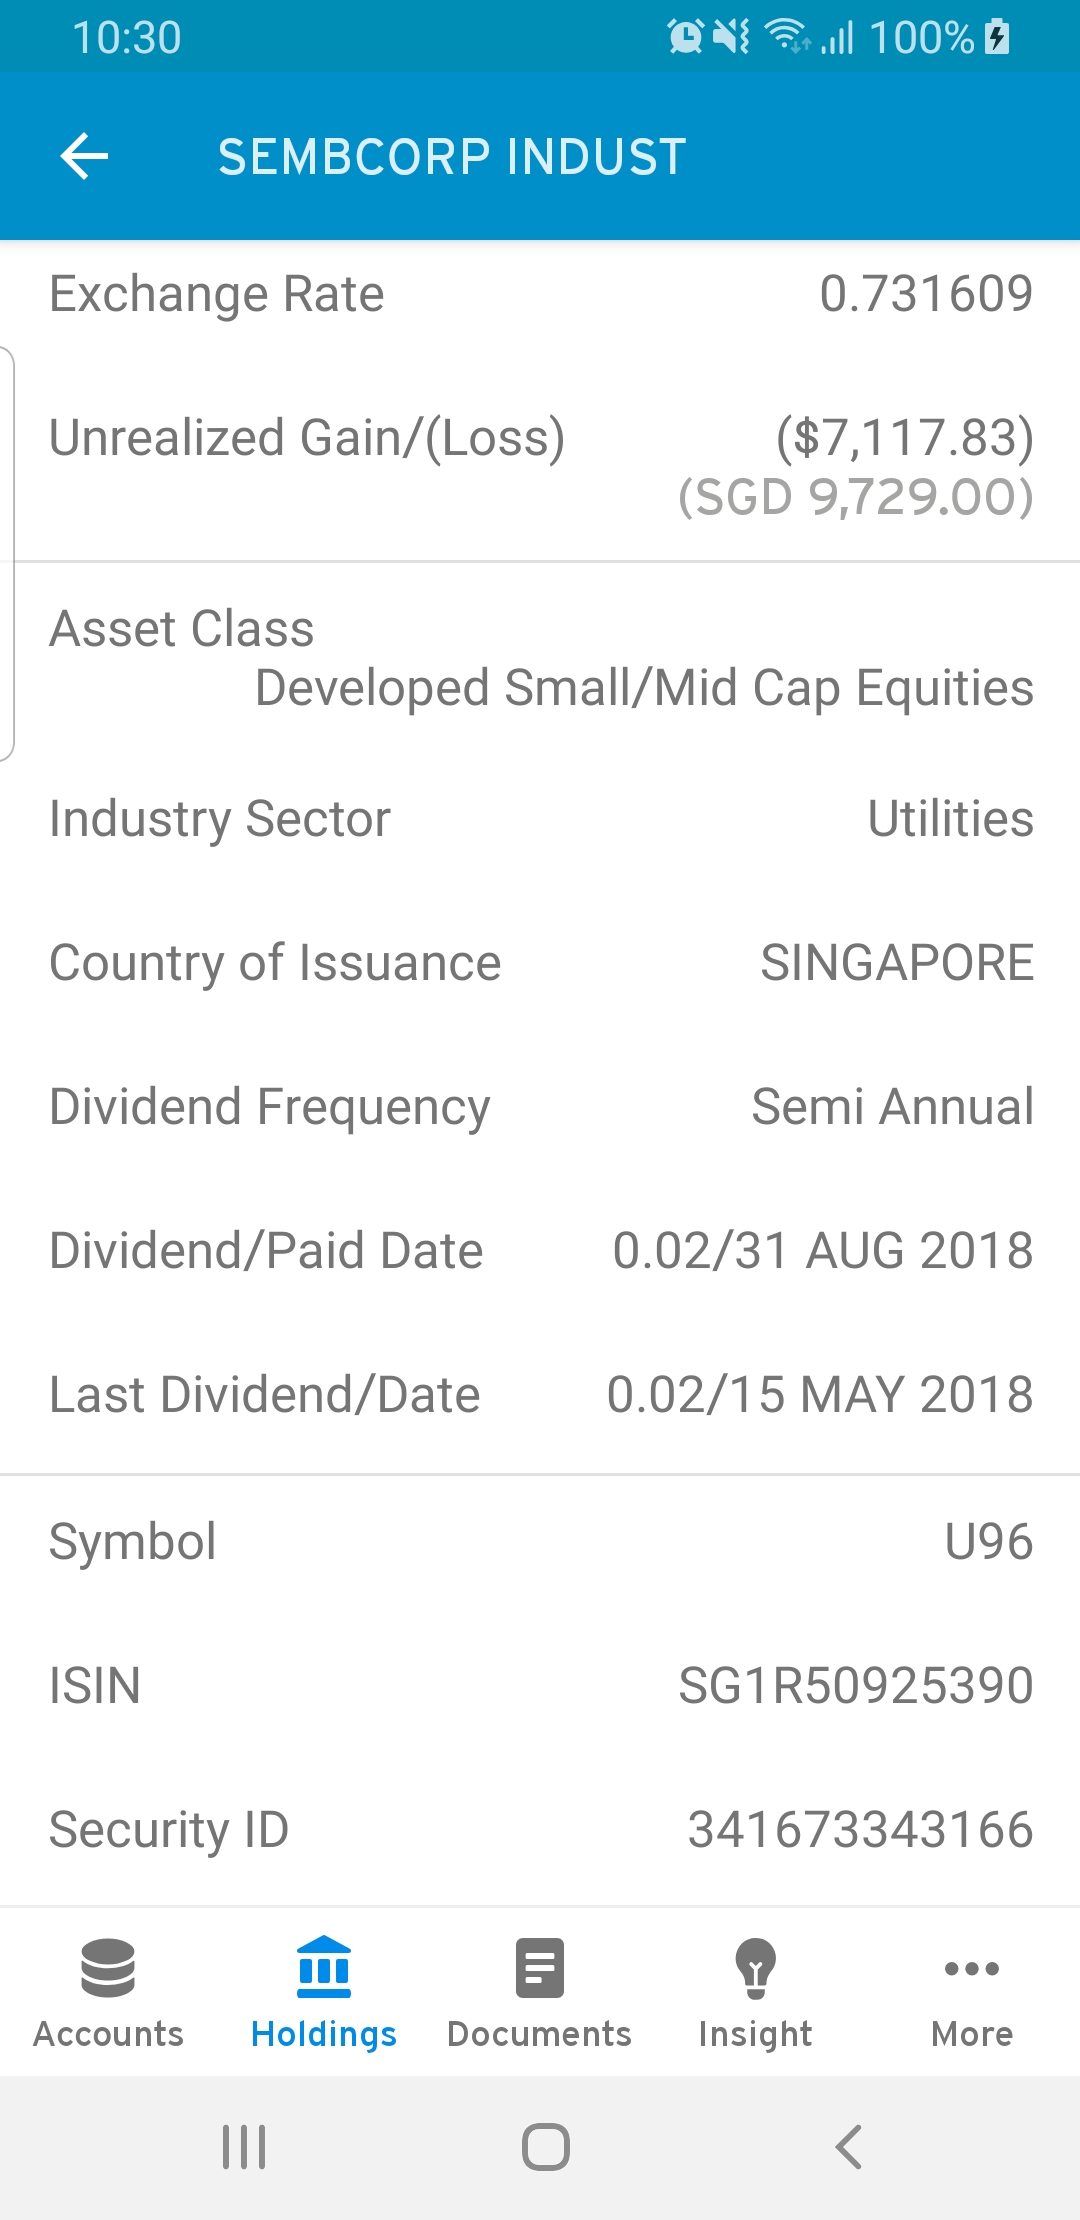 10:30 100%
SEMBCORP INDUST
Exchange Rate 0.731609
Unrealized Gain/(Loss) ($7,117.83)
(SGD 9,729.00)
Asset Class
Developed Small/Mid Cap Equities
Industry Sector Utilities
Country of Issuance SINGAPORE
Dividend Frequency Semi Annual
Dividend/Paid Date 0.02/31 AUG 2018
Last Dividend/Date 0.02/15 MAY 2018
Symbol U96
ISIN SG1R50925390
Security ID 341673343166
Accounts Holdings Documents Insight More